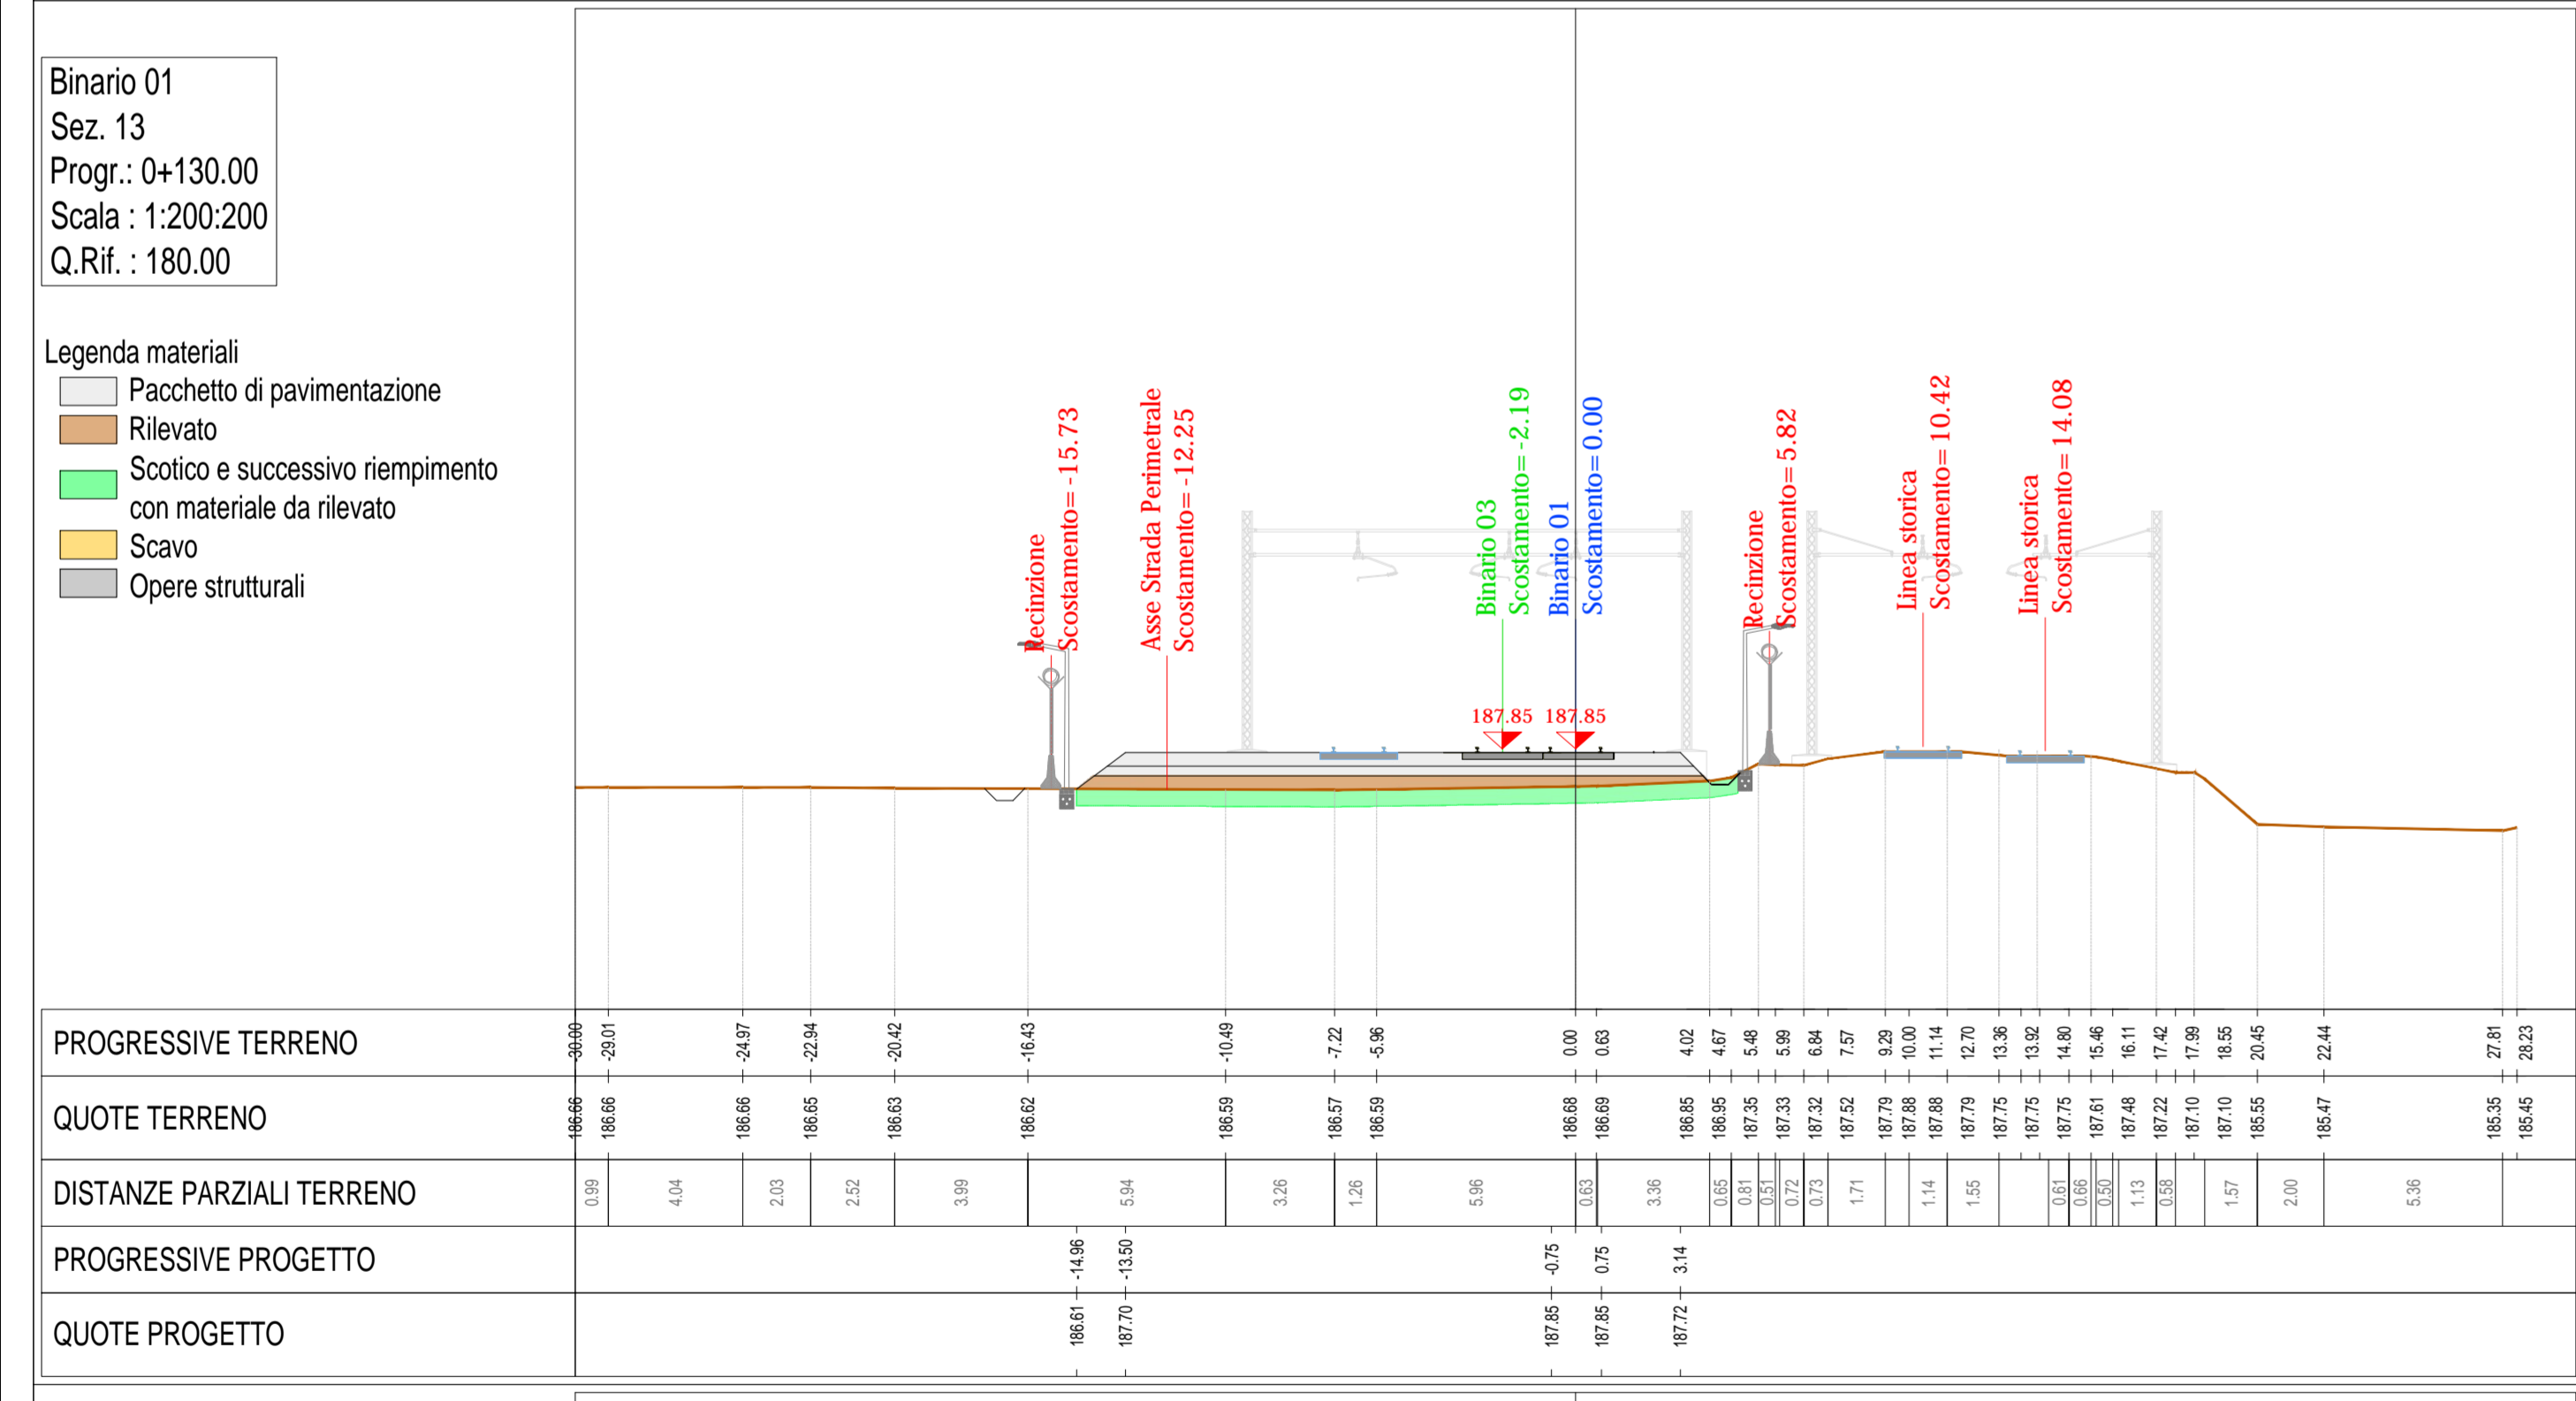 Binario 01
Sez. 13
Progr.: 0+130.00
Scala : 1:200:200
Q.Rif. : 180.00
Legenda materiali
Pacchetto di pavimentazione
Rilevato
Scotico e successivo riempimento
con materiale da rilevato
Scavo
Opere strutturali
Recinzione
Scostamento= -15.73
Asse Strada Perimetrale
Scostamento= -12.25
Binario 03
Scostamento= -2.19
Binario 01
Scostamento= 0.00
Recinzione
Scostamento= 5.82
Linea storica
Scostamento= 10.42
Linea storica
Scostamento= 14.08
187.85 187.85
PROGRESSIVE TERRENO -30.00 -29.01 -24.97 -22.94 -20.42 -16.43 -10.49 -7.22 -5.96 0.00 0.63 4.02 4.67 5.48 5.99 6.84 7.57 9.29 10.00 11.14 12.70 13.36 13.92 14.80 15.46 16.11 17.42 17.99 18.55 20.45 22.44 27.81 28.23
QUOTE TERRENO 186.66 186.66 186.66 186.65 186.63 186.62 186.59 186.57 186.59 186.68 186.69 186.85 186.95 187.35 187.33 187.32 187.52 187.79 187.88 187.88 187.79 187.75 187.75 187.75 187.61 187.48 187.22 187.10 187.10 185.55 185.47 185.35 185.45
DISTANZE PARZIALI TERRENO 0.99 4.04 2.03 2.52 3.99 5.94 3.26 1.26 5.96 0.63 3.36 0.65 0.81 0.51 0.72 0.73 1.71 1.14 1.55 0.61 0.66 0.50 1.13 0.58 1.57 2.00 5.36
PROGRESSIVE PROGETTO -14.96 -13.50 -0.75 0.75 3.14
QUOTE PROGETTO 186.61 187.70 187.85 187.85 187.72